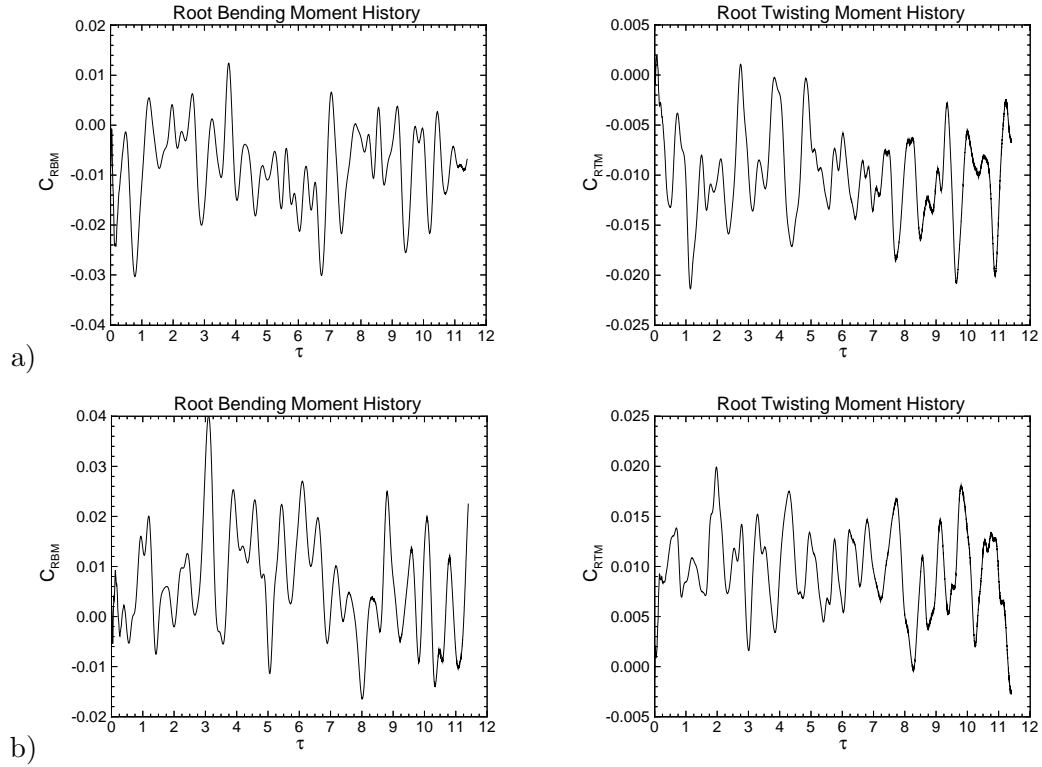 Root Bending Moment History
0.02
0.01
0.00
-0.01
-0.02
-0.03
-0.04
C_RBM
0 1 2 3 4 5 6 7 8 9 10 11 12
τ
Root Twisting Moment History
0.005
0.000
-0.005
-0.010
-0.015
-0.020
-0.025
C_RTM
0 1 2 3 4 5 6 7 8 9 10 11 12
τ
a)
Root Bending Moment History
0.04
0.03
0.02
0.01
0.00
-0.01
-0.02
C_RBM
0 1 2 3 4 5 6 7 8 9 10 11 12
τ
Root Twisting Moment History
0.025
0.020
0.015
0.010
0.005
0.000
-0.005
C_RTM
0 1 2 3 4 5 6 7 8 9 10 11 12
τ
b)